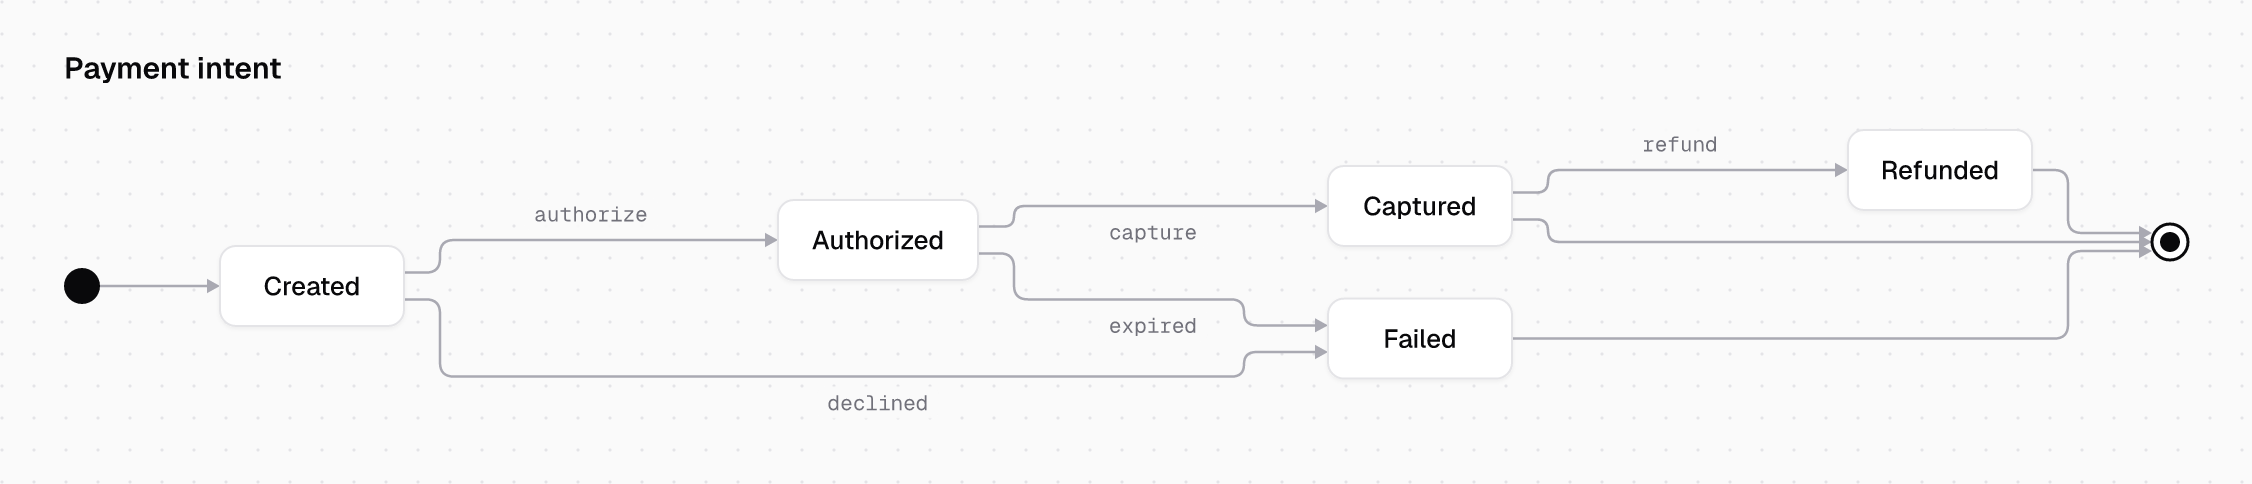 Payment intent
refund
Refunded
authorize
Captured
Authorized
capture
Created
expired
Failed
declined